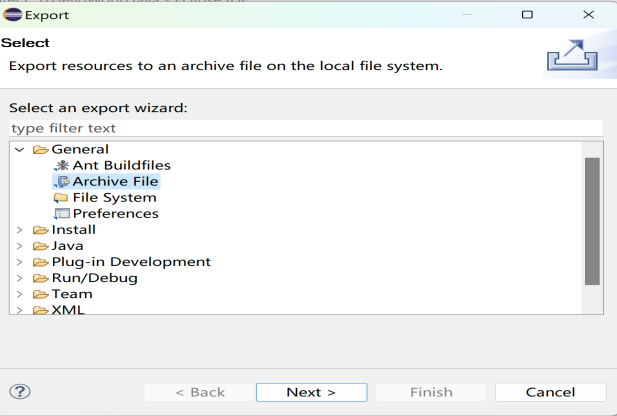 Export
Select
Export resources to an archive file on the local file system.
Select an export wizard:
type filter text
General
Ant Buildfiles
Archive File
File System
Preferences
Install
Java
Plug-in Development
Run/Debug
Team
XML
?
< Back
Next >
Finish
Cancel